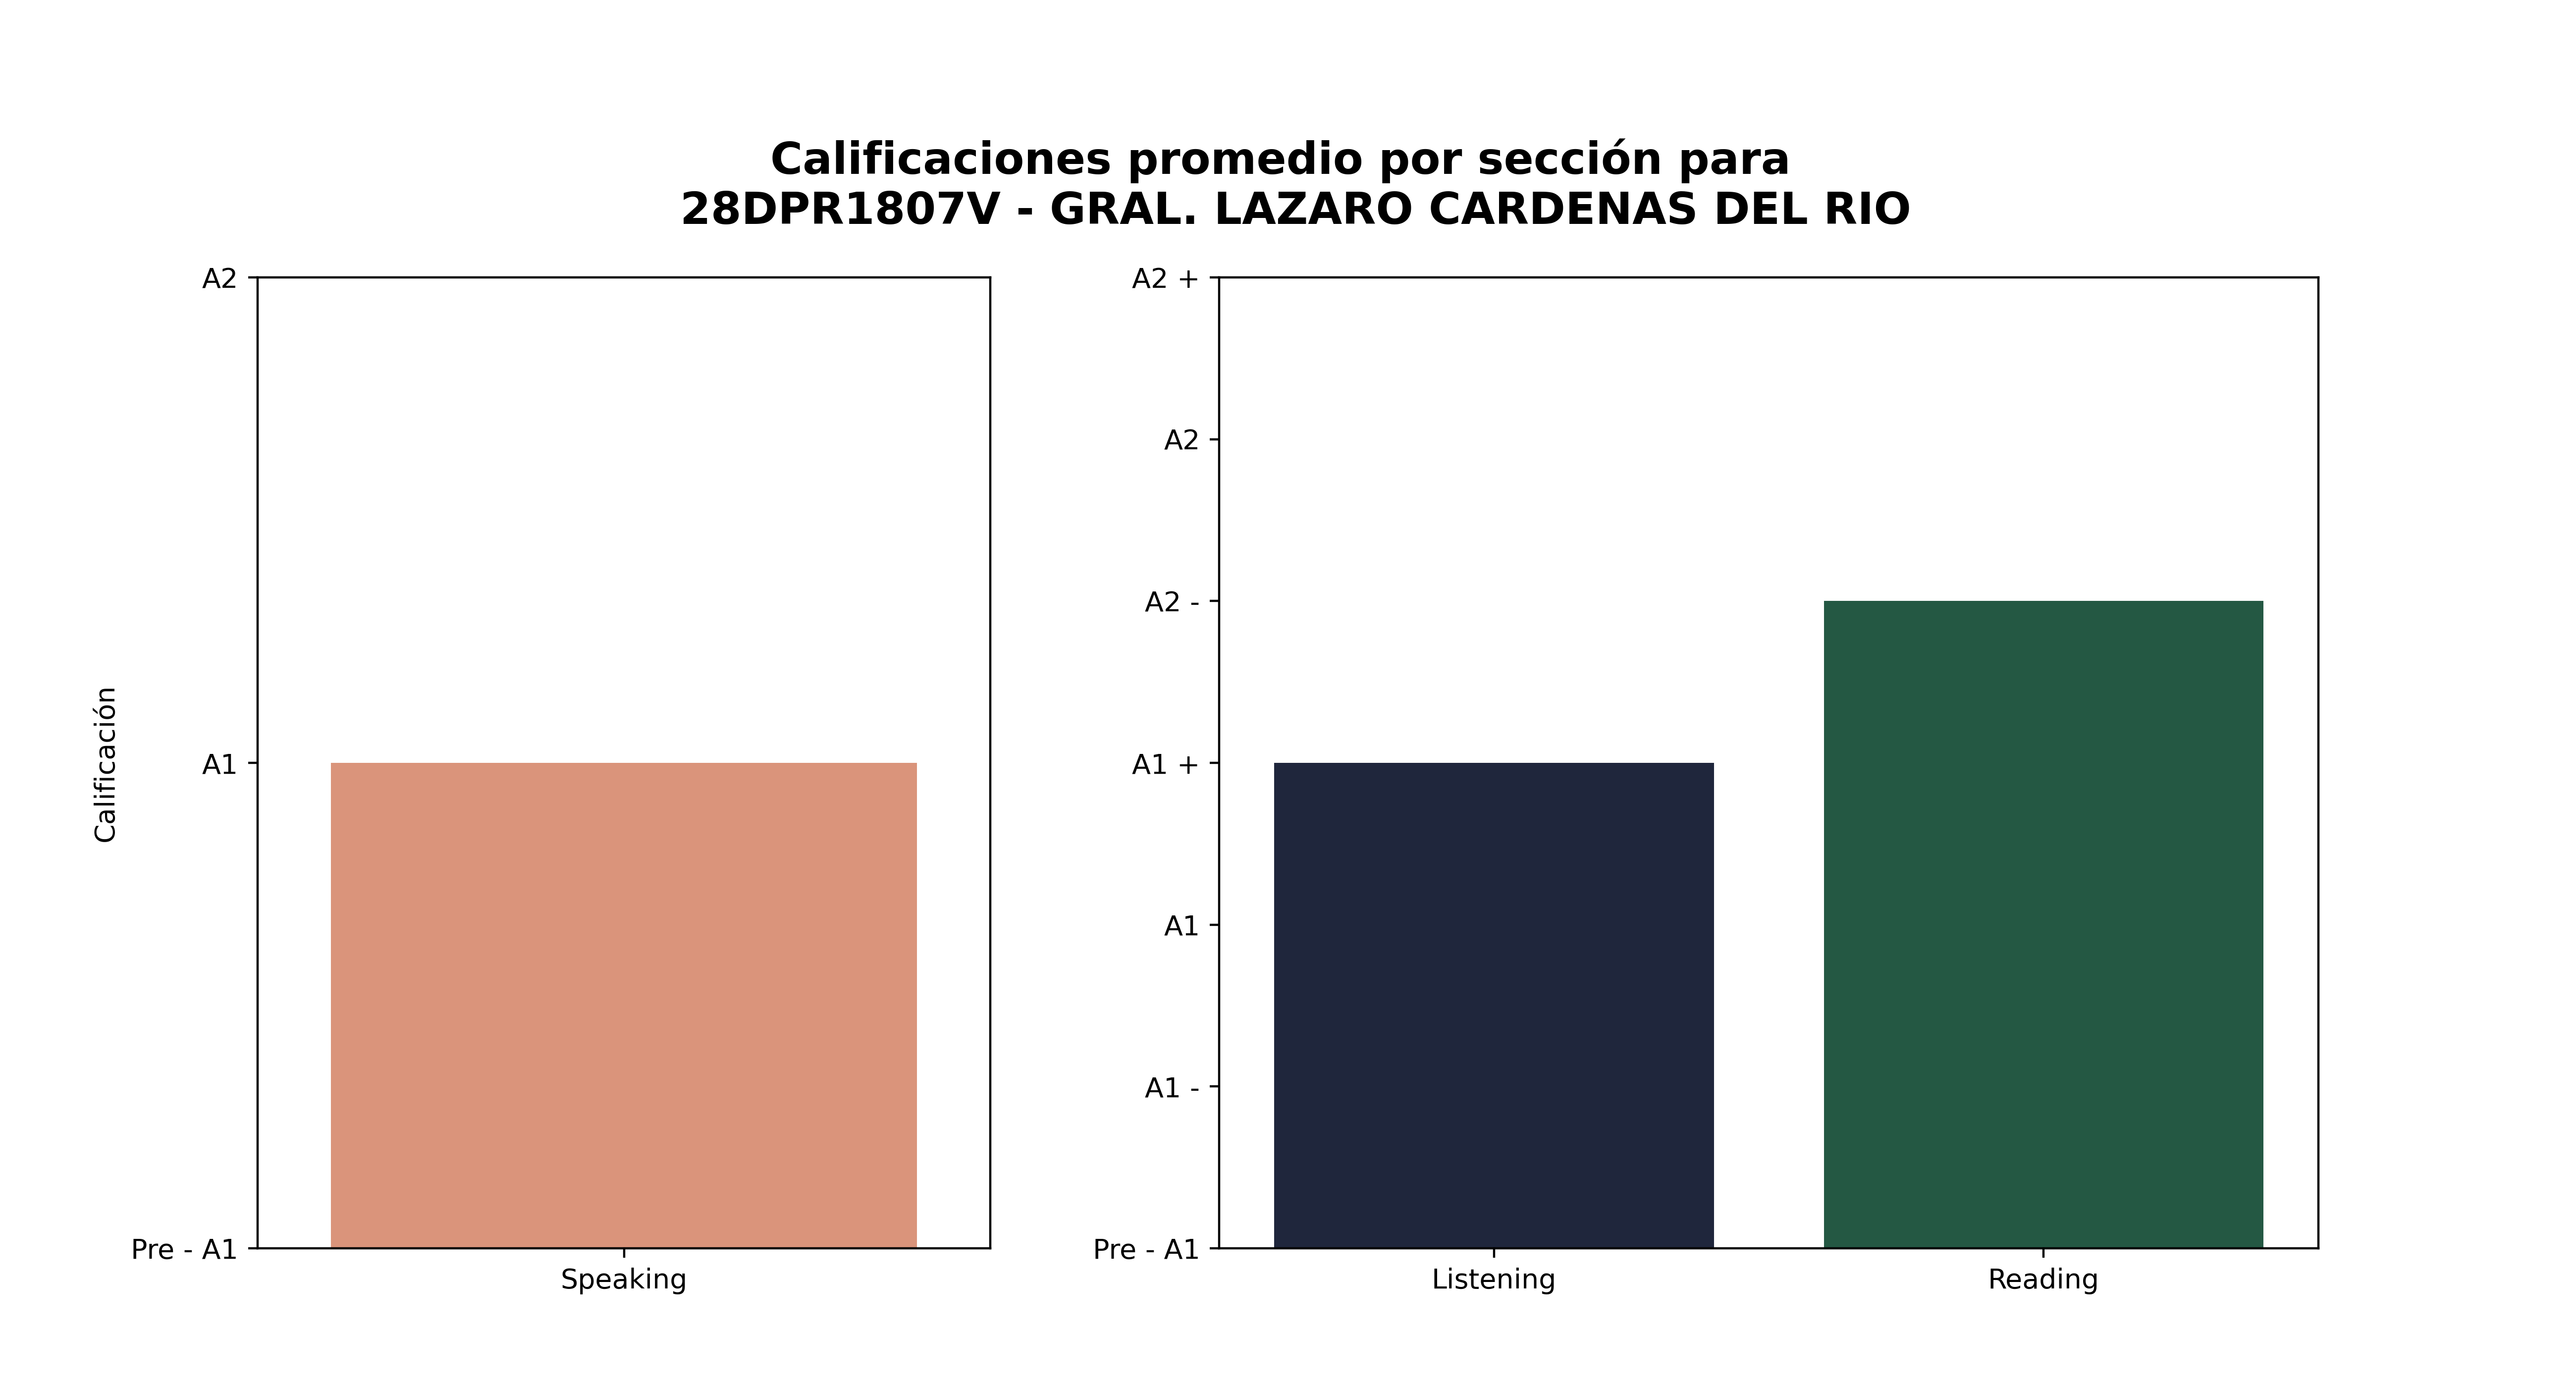 Calificaciones promedio por sección para
28DPR1807V - GRAL. LAZARO CARDENAS DEL RIO
Calificación
A2
A1
Pre - A1
Speaking
A2 +
A2
A2 -
A1 +
A1
A1 -
Pre - A1
Listening
Reading